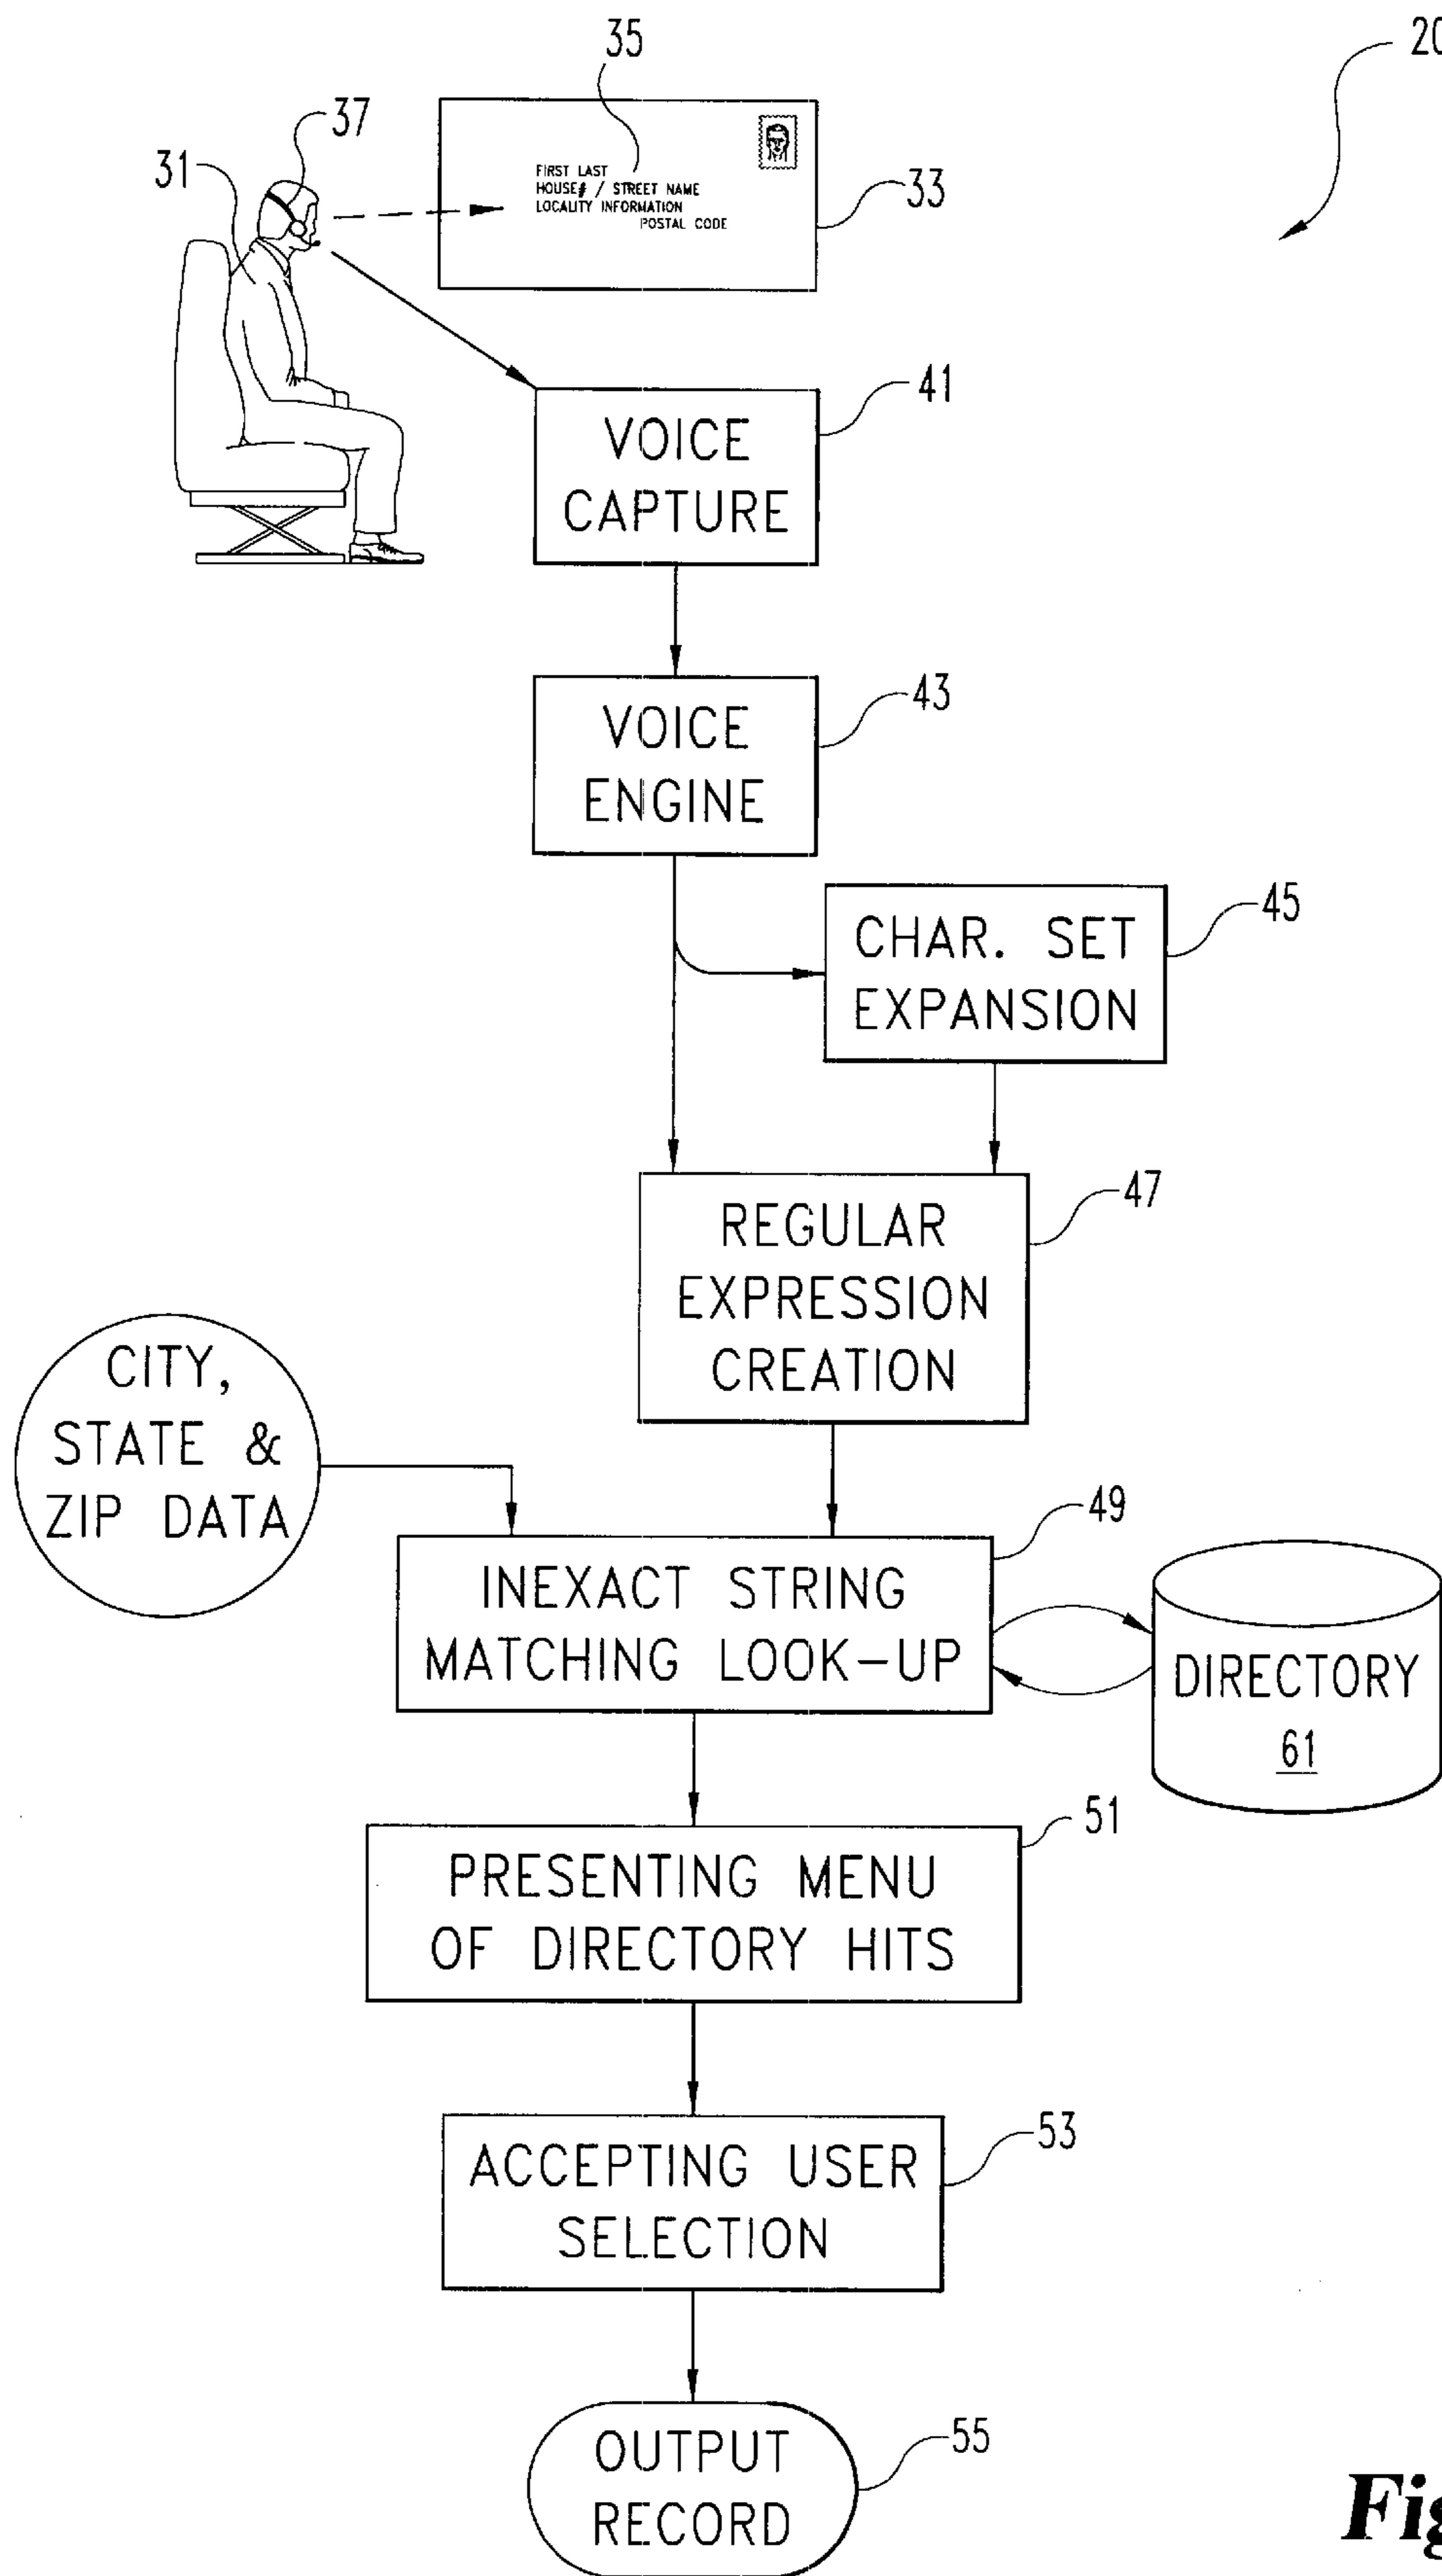 35
20
37
31
FIRST LAST
HOUSE# / STREET NAME
LOCALITY INFORMATION
POSTAL CODE
33
41
VOICE
CAPTURE
43
VOICE
ENGINE
45
CHAR. SET
EXPANSION
47
REGULAR
EXPRESSION
CREATION
CITY,
STATE &
ZIP DATA
49
INEXACT STRING
MATCHING LOOK-UP
DIRECTORY
61
51
PRESENTING MENU
OF DIRECTORY HITS
53
ACCEPTING USER
SELECTION
55
OUTPUT
RECORD
Fig